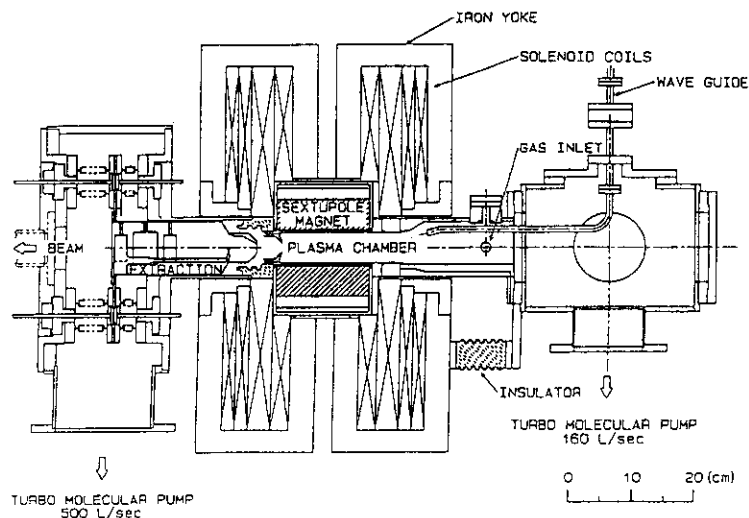 IRON YOKE
SOLENOID COILS
WAVE GUIDE
GAS INLET
SEXTUPOLE
MAGNET
PLASMA CHAMBER
BEAM
EXTRACTION
INSULATOR
TURBO MOLECULAR PUMP
160 L/sec
0 10 20 (cm)
TURBO MOLECULAR PUMP
500 L/sec